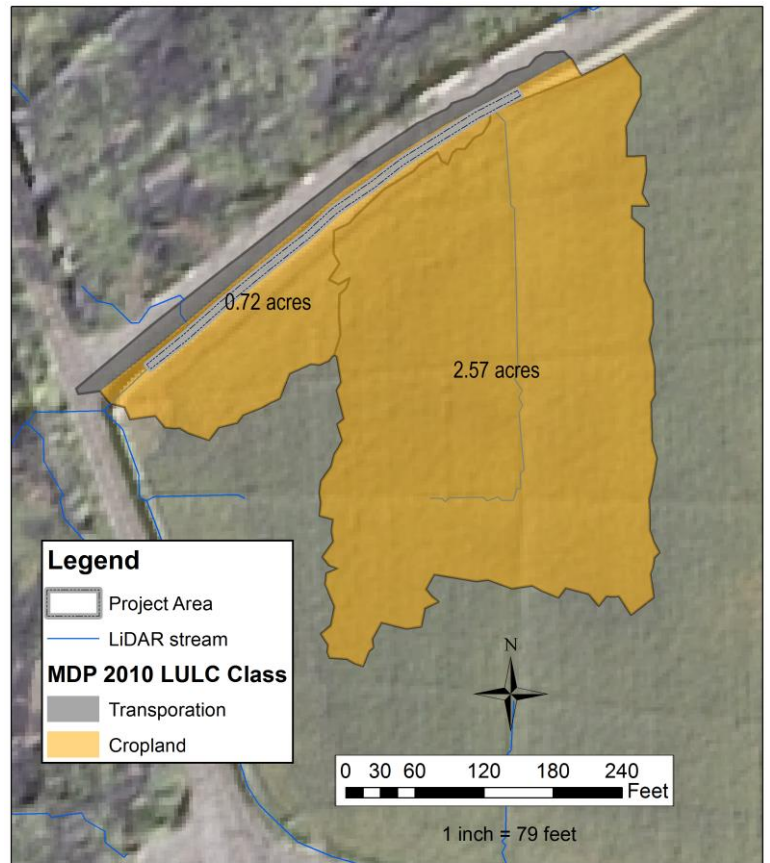 0.72 acres
2.57 acres
Legend
Project Area
LiDAR stream
MDP 2010 LULC Class
Transporation
Cropland
N
0 30 60 120 180 240
Feet
1 inch = 79 feet